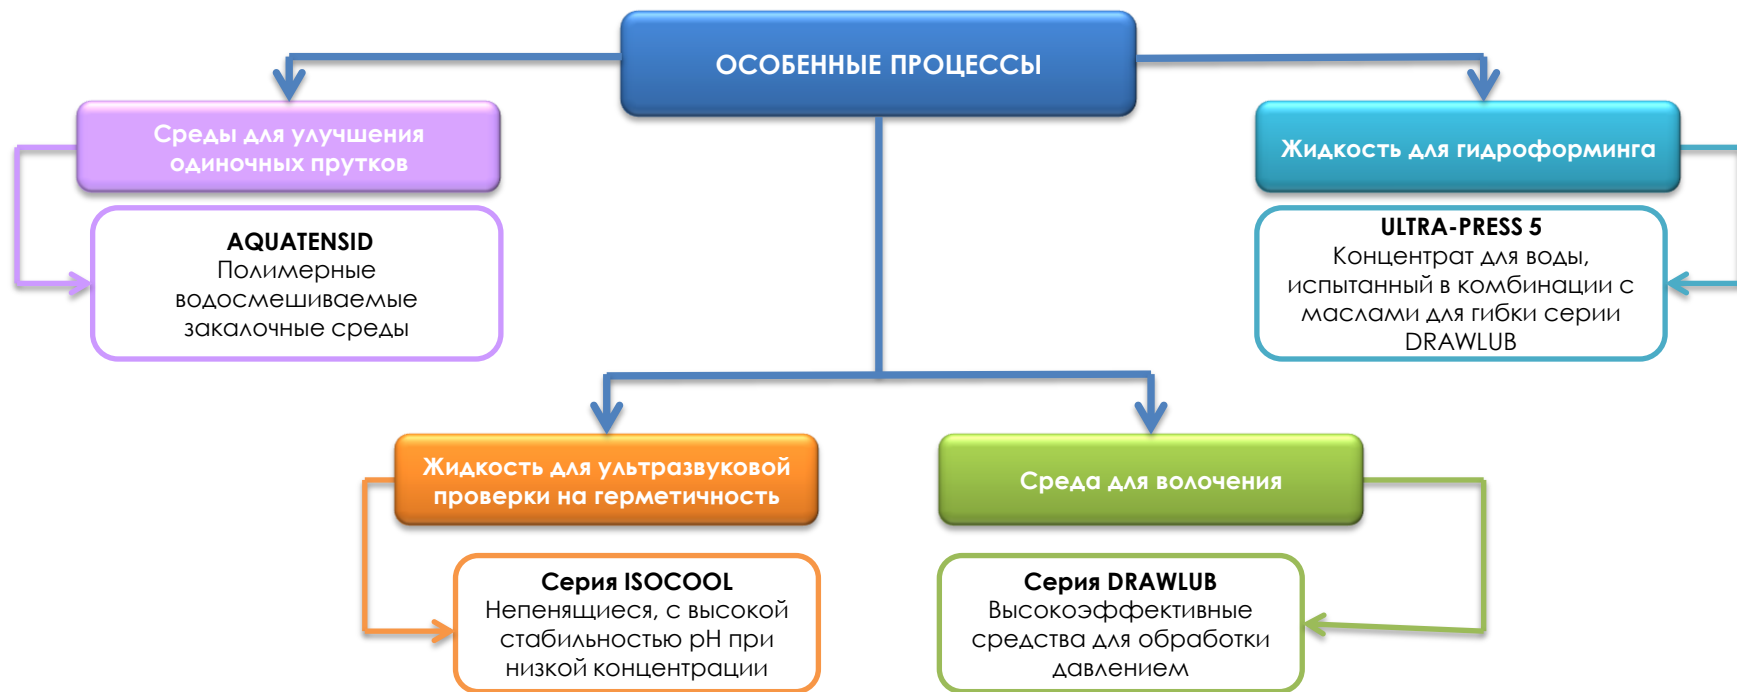 ОСОБЕННЫЕ ПРОЦЕССЫ
Среды для улучшения
одиночных прутков
AQUATENSID
Полимерные
водосмешиваемые
закалочные среды
Жидкость для гидроформинга
ULTRA-PRESS 5
Концентрат для воды,
испытанный в комбинации с
маслами для гибки серии
DRAWLUB
Жидкость для ультразвуковой
проверки на герметичность
Серия ISOCOOL
Непенящиеся, с высокой
стабильностью pH при
низкой концентрации
Среда для волочения
Серия DRAWLUB
Высокоэффективные
средства для обработки
давлением